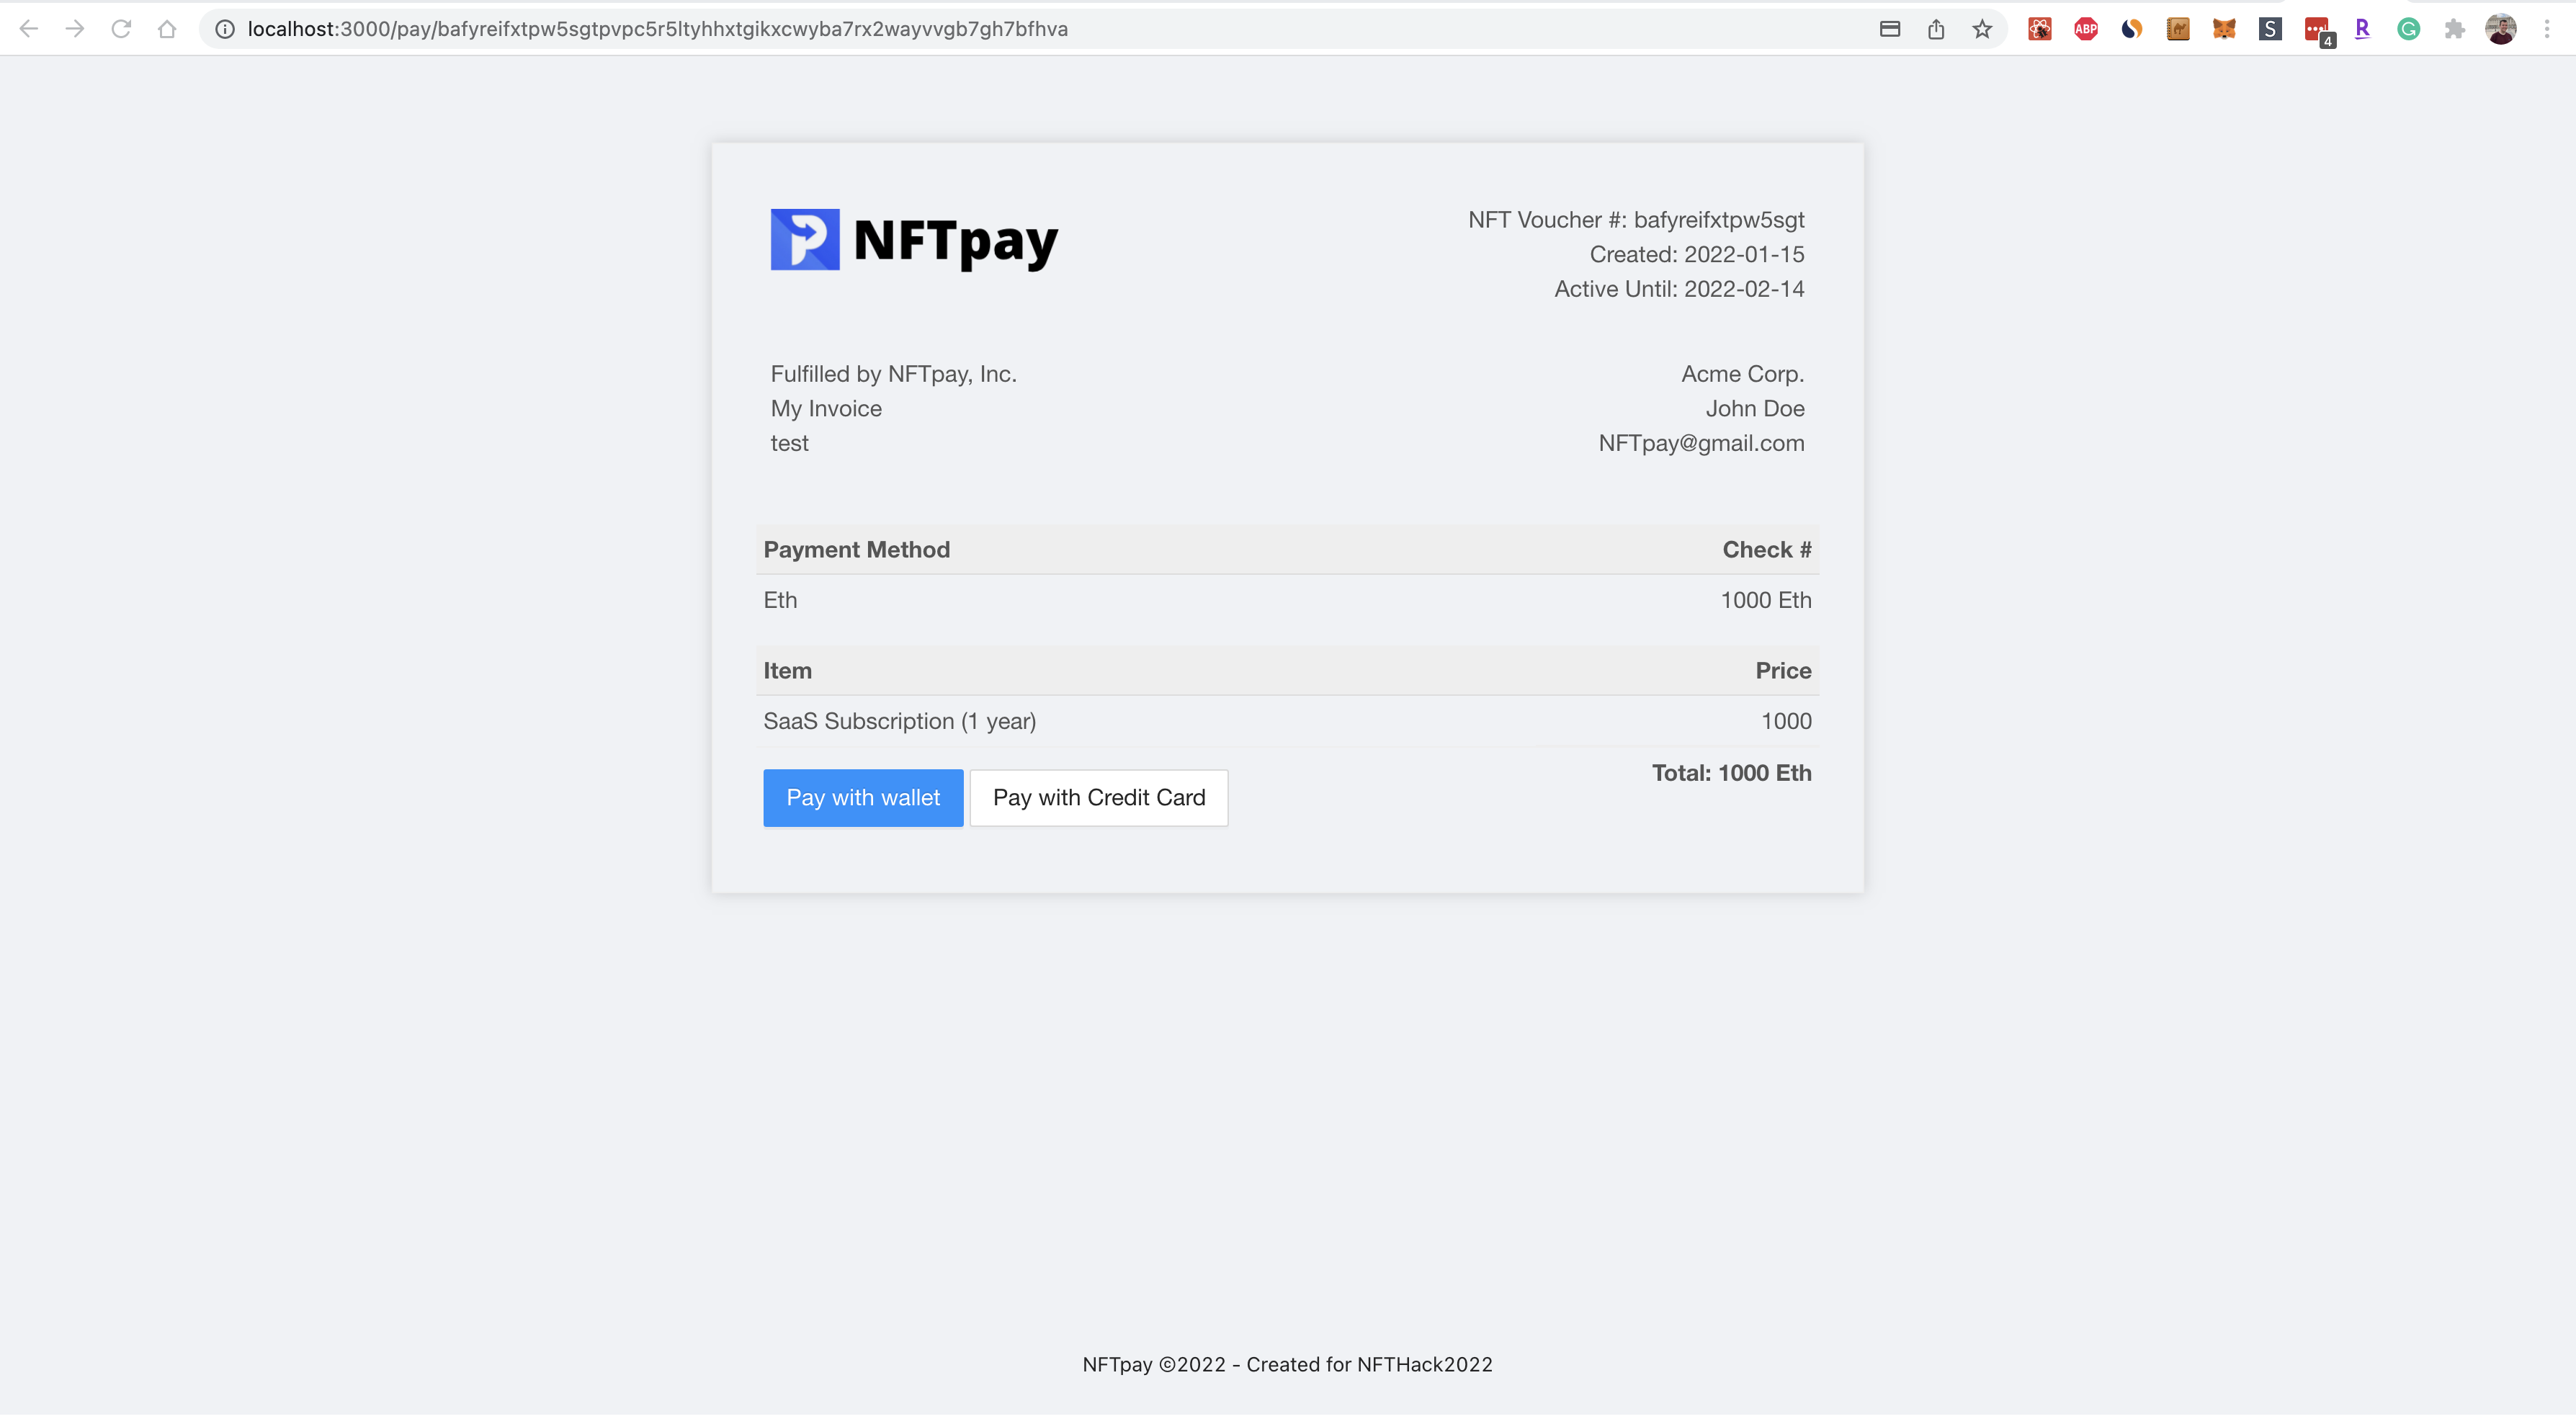 localhost:3000/pay/bafyreifxtpw5sgtpvpc5r5ltyhhxtgikxcwyba7rx2wayvvgb7gh7bfhva
ABP
S
4
R
G
NFTpay
NFT Voucher #: bafyreifxtpw5sgt
Created: 2022-01-15
Active Until: 2022-02-14
Fulfilled by NFTpay, Inc.
My Invoice
test
Acme Corp.
John Doe
NFTpay@gmail.com
Payment Method Check #
Eth 1000 Eth
Item Price
SaaS Subscription (1 year) 1000
Total: 1000 Eth
Pay with wallet Pay with Credit Card
NFTpay ©2022 - Created for NFTHack2022